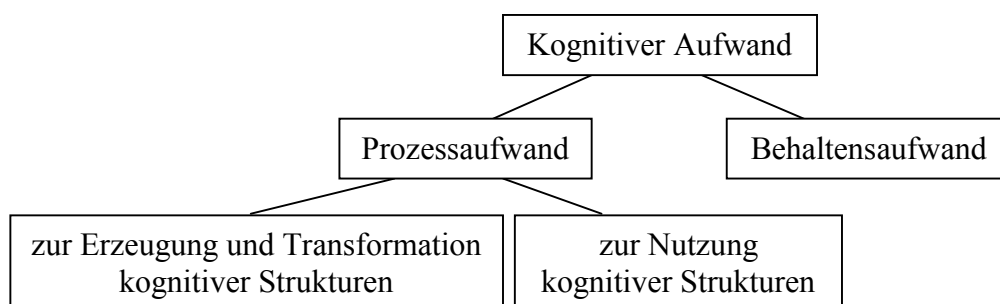 Kognitiver Aufwand
Prozessaufwand
Behaltensaufwand
zur Erzeugung und Transformation
kognitiver Strukturen
zur Nutzung
kognitiver Strukturen